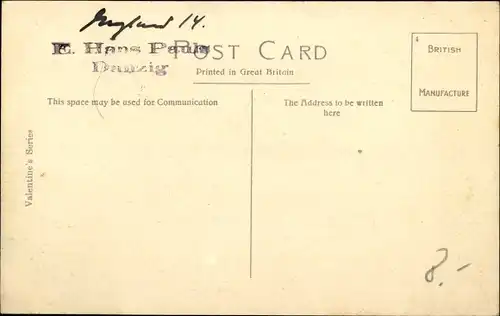 England 14.
E. Hans Pauls
Danzig
POST CARD
Printed in Great Britain
This space may be used for Communication
The Address to be written
here
4
BRITISH
MANUFACTURE
Valentine's Series
8.-